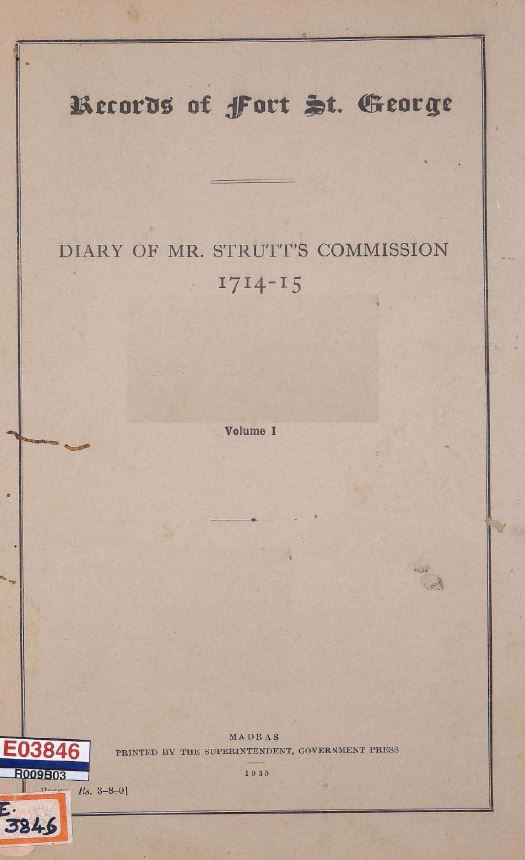 Records of Fort St. George
DIARY OF MR. STRUTT'S COMMISSION
1714-15
Volume I
MADRAS
PRINTED BY THE SUPERINTENDENT, GOVERNMENT PRESS
1935
E03846
R009B03
Rs. 3-8-0]
E.
3846